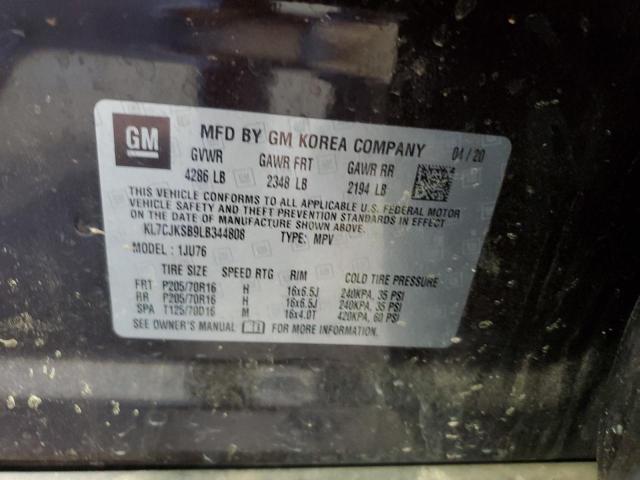 GM
MFD BY GM KOREA COMPANY 04/20
GVWR GAWR FRT GAWR RR
4286 LB 2348 LB 2194 LB
THIS VEHICLE CONFORMS TO ALL APPLICABLE U.S. FEDERAL MOTOR
VEHICLE SAFETY AND THEFT PREVENTION STANDARDS IN EFFECT
ON THE DATE OF MANUFACTURE SHOWN ABOVE.
KL7CJKSB9LB344808 TYPE: MPV
MODEL: 1JU76
TIRE SIZE SPEED RTG RIM COLD TIRE PRESSURE
FRT P205/70R16 H 16x6.5J 240KPA, 35 PSI
RR P205/70R16 H 16x6.5J 240KPA, 35 PSI
SPA T125/70D16 M 16x4.0T 420KPA, 60 PSI
SEE OWNER'S MANUAL FOR MORE INFORMATION.